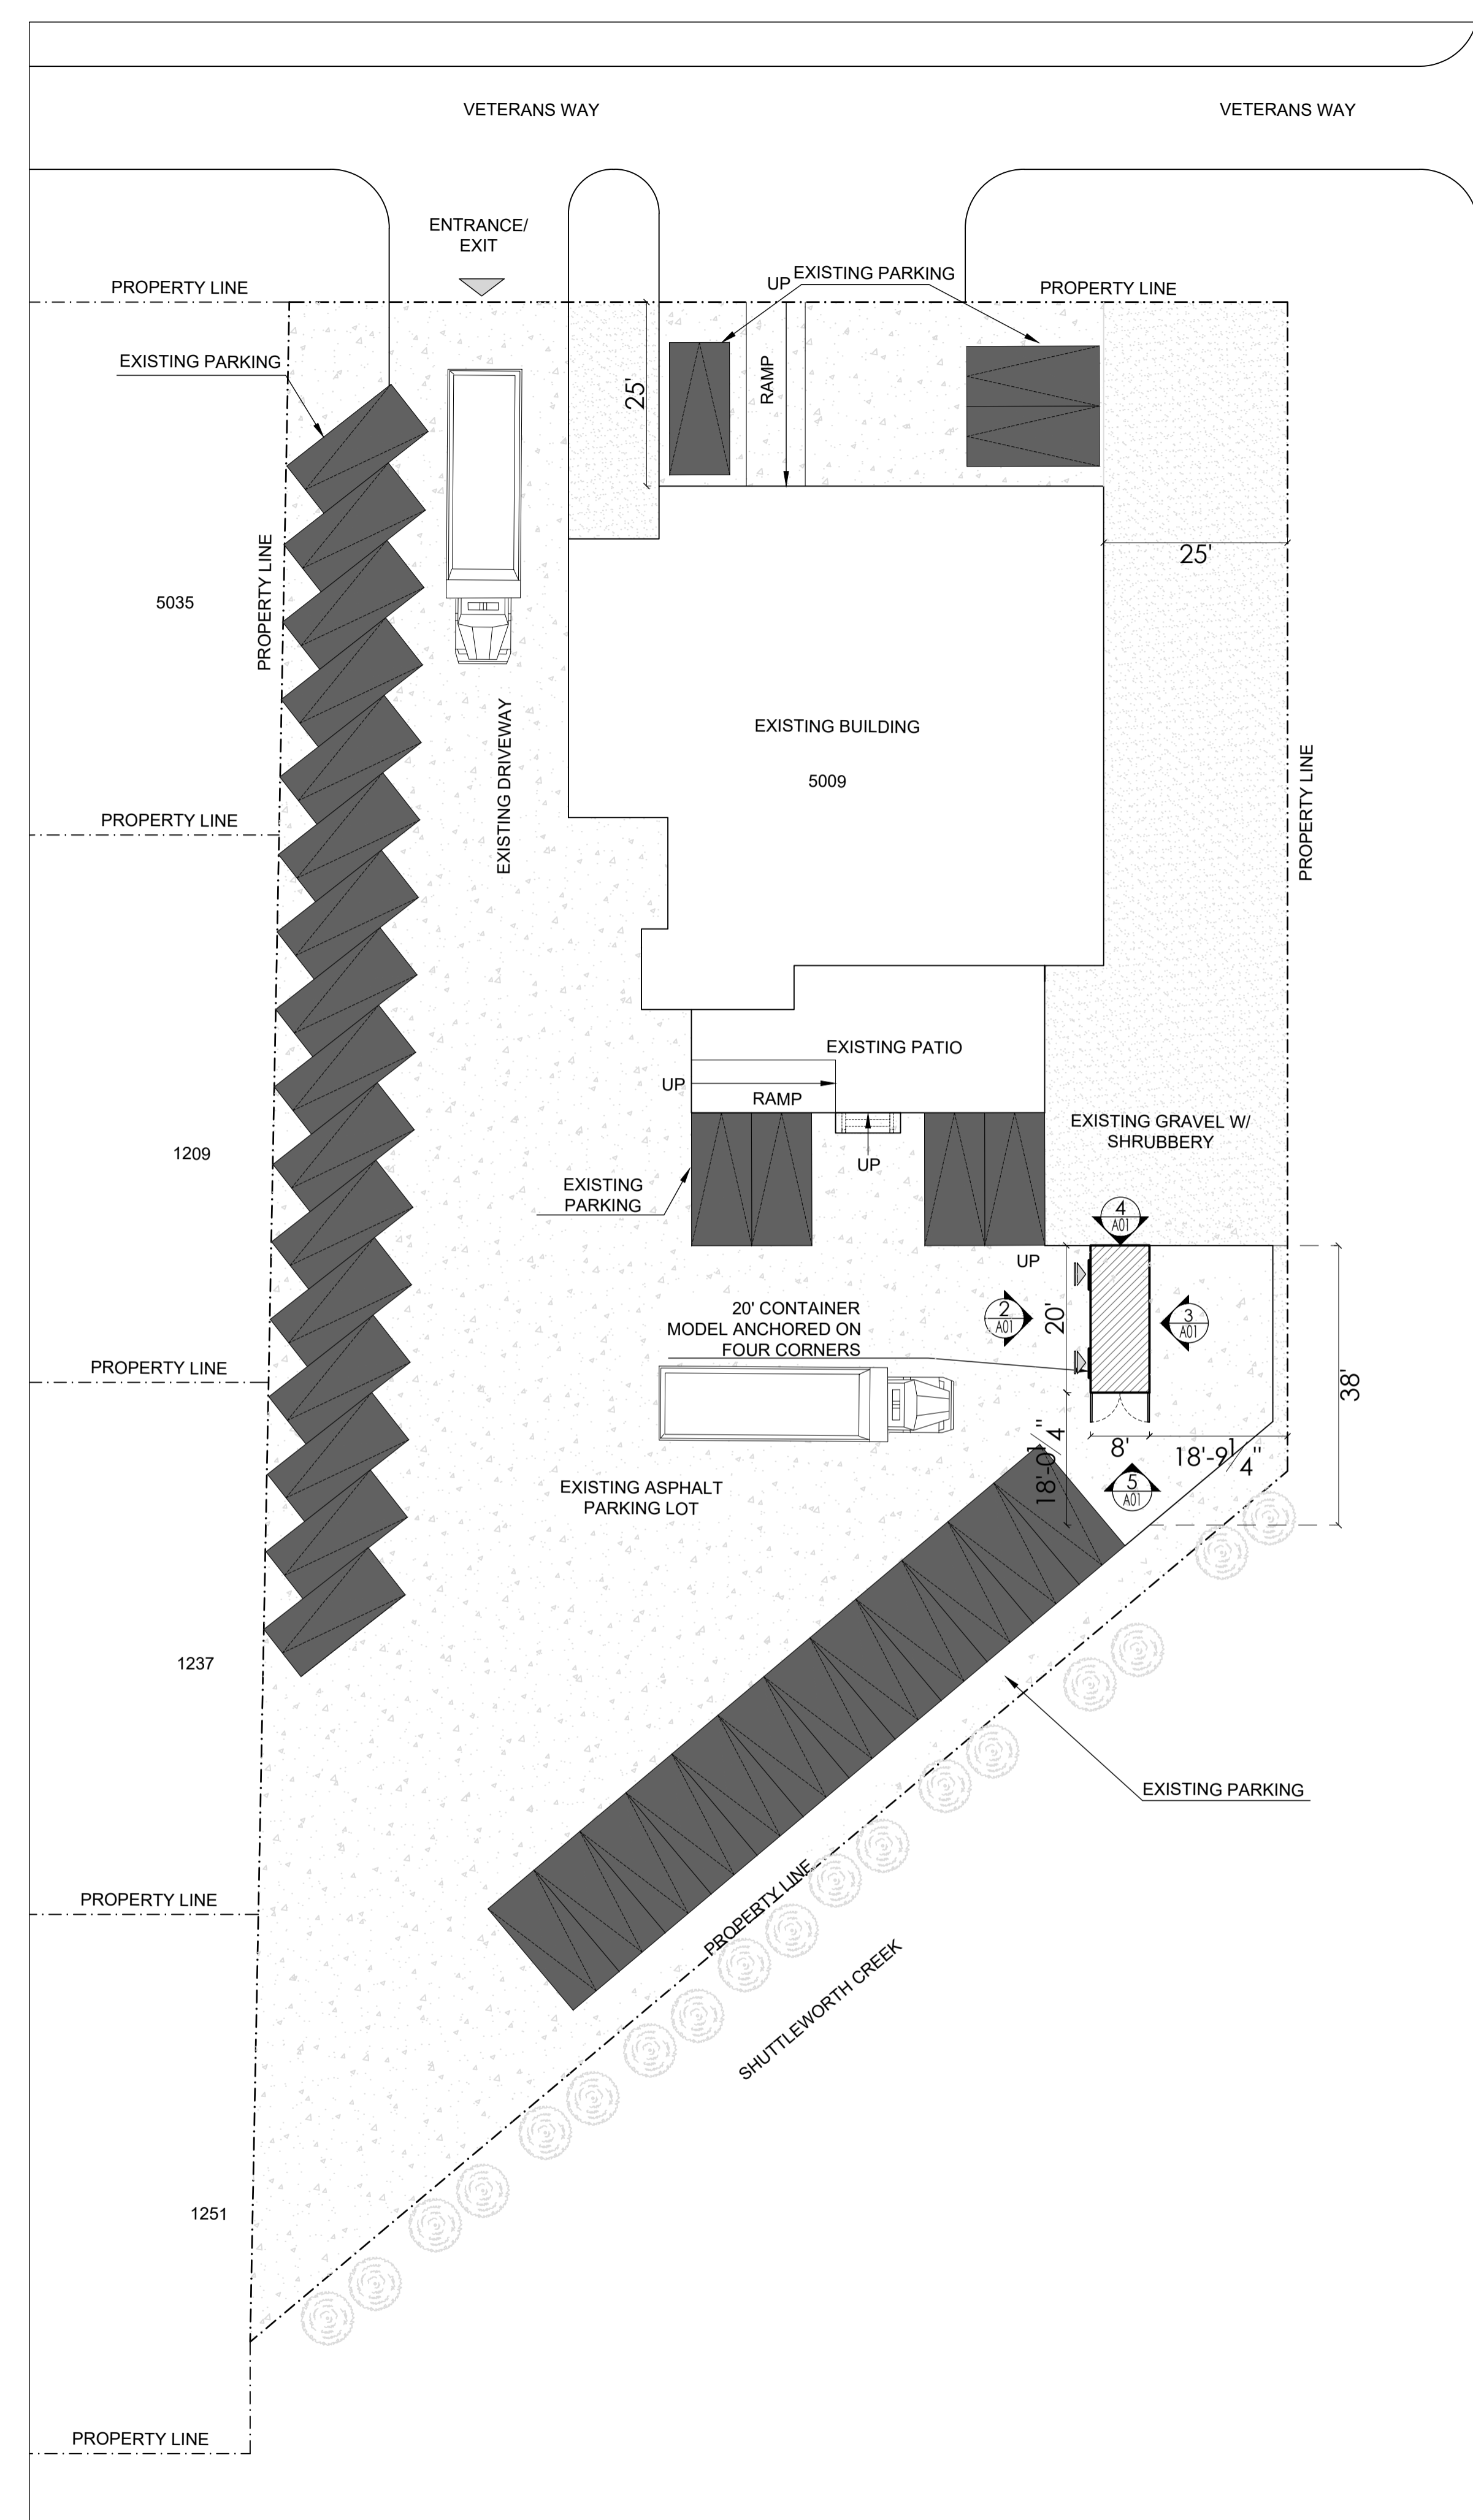 VETERANS WAY
VETERANS WAY
ENTRANCE/
EXIT
PROPERTY LINE
UP
EXISTING PARKING
PROPERTY LINE
EXISTING PARKING
25'
RAMP
25'
5035
PROPERTY LINE
EXISTING DRIVEWAY
EXISTING BUILDING
5009
PROPERTY LINE
PROPERTY LINE
EXISTING PATIO
UP
RAMP
EXISTING GRAVEL W/
SHRUBBERY
1209
UP
EXISTING
PARKING
4
A01
UP
20' CONTAINER
MODEL ANCHORED ON
FOUR CORNERS
2
A01
20'
3
A01
PROPERTY LINE
38'
8'
18'-9 1/4"
18'-0 1/4"
5
A01
EXISTING ASPHALT
PARKING LOT
1237
EXISTING PARKING
PROPERTY LINE
PROPERTY LINE
SHUTTLEWORTH CREEK
1251
PROPERTY LINE